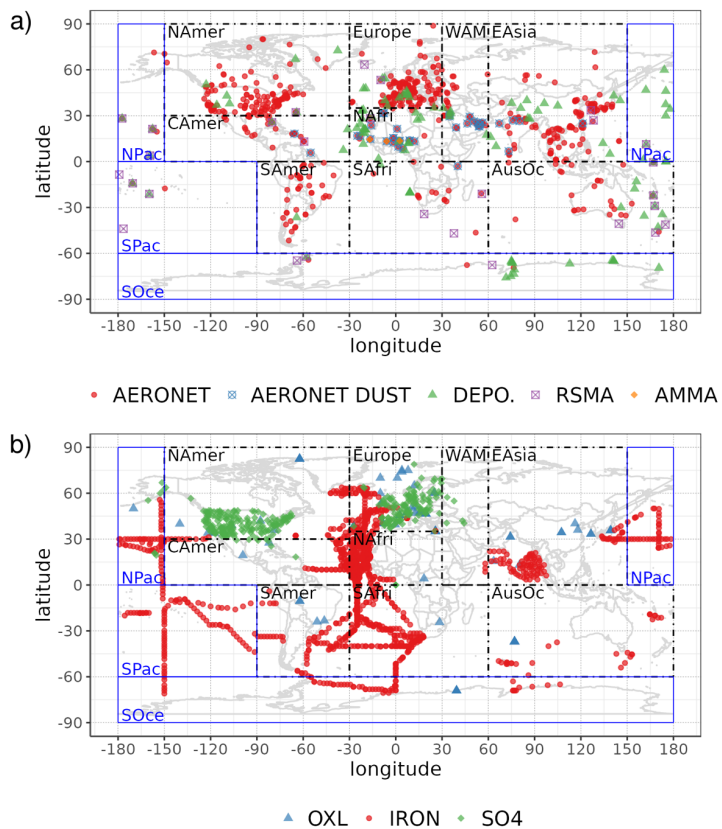 a)
90
NAmer Europe WAM EAsia
60
30
CAmer NAfri
0
NPac SAmer SAfri AusOc NPac
-30
SPac
-60
SOce
-90
latitude
-180 -150 -120 -90 -60 -30 0 30 60 90 120 150 180
longitude
AERONET AERONET DUST DEPO. RSMA AMMA
b)
90
NAmer Europe WAM EAsia
60
30
CAmer NAfri
0
NPac SAmer SAfri AusOc NPac
-30
SPac
-60
SOce
-90
latitude
-180 -150 -120 -90 -60 -30 0 30 60 90 120 150 180
longitude
OXL IRON SO4